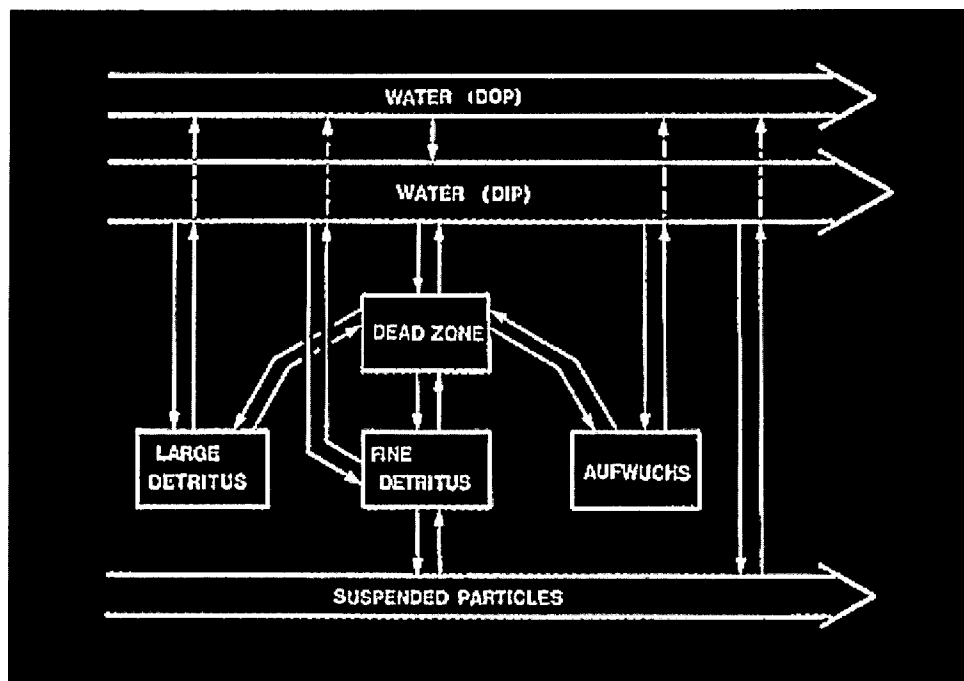 WATER (DOP)
WATER (DIP)
DEAD ZONE
LARGE
DETRITUS
FINE
DETRITUS
AUFWUCHS
SUSPENDED PARTICLES